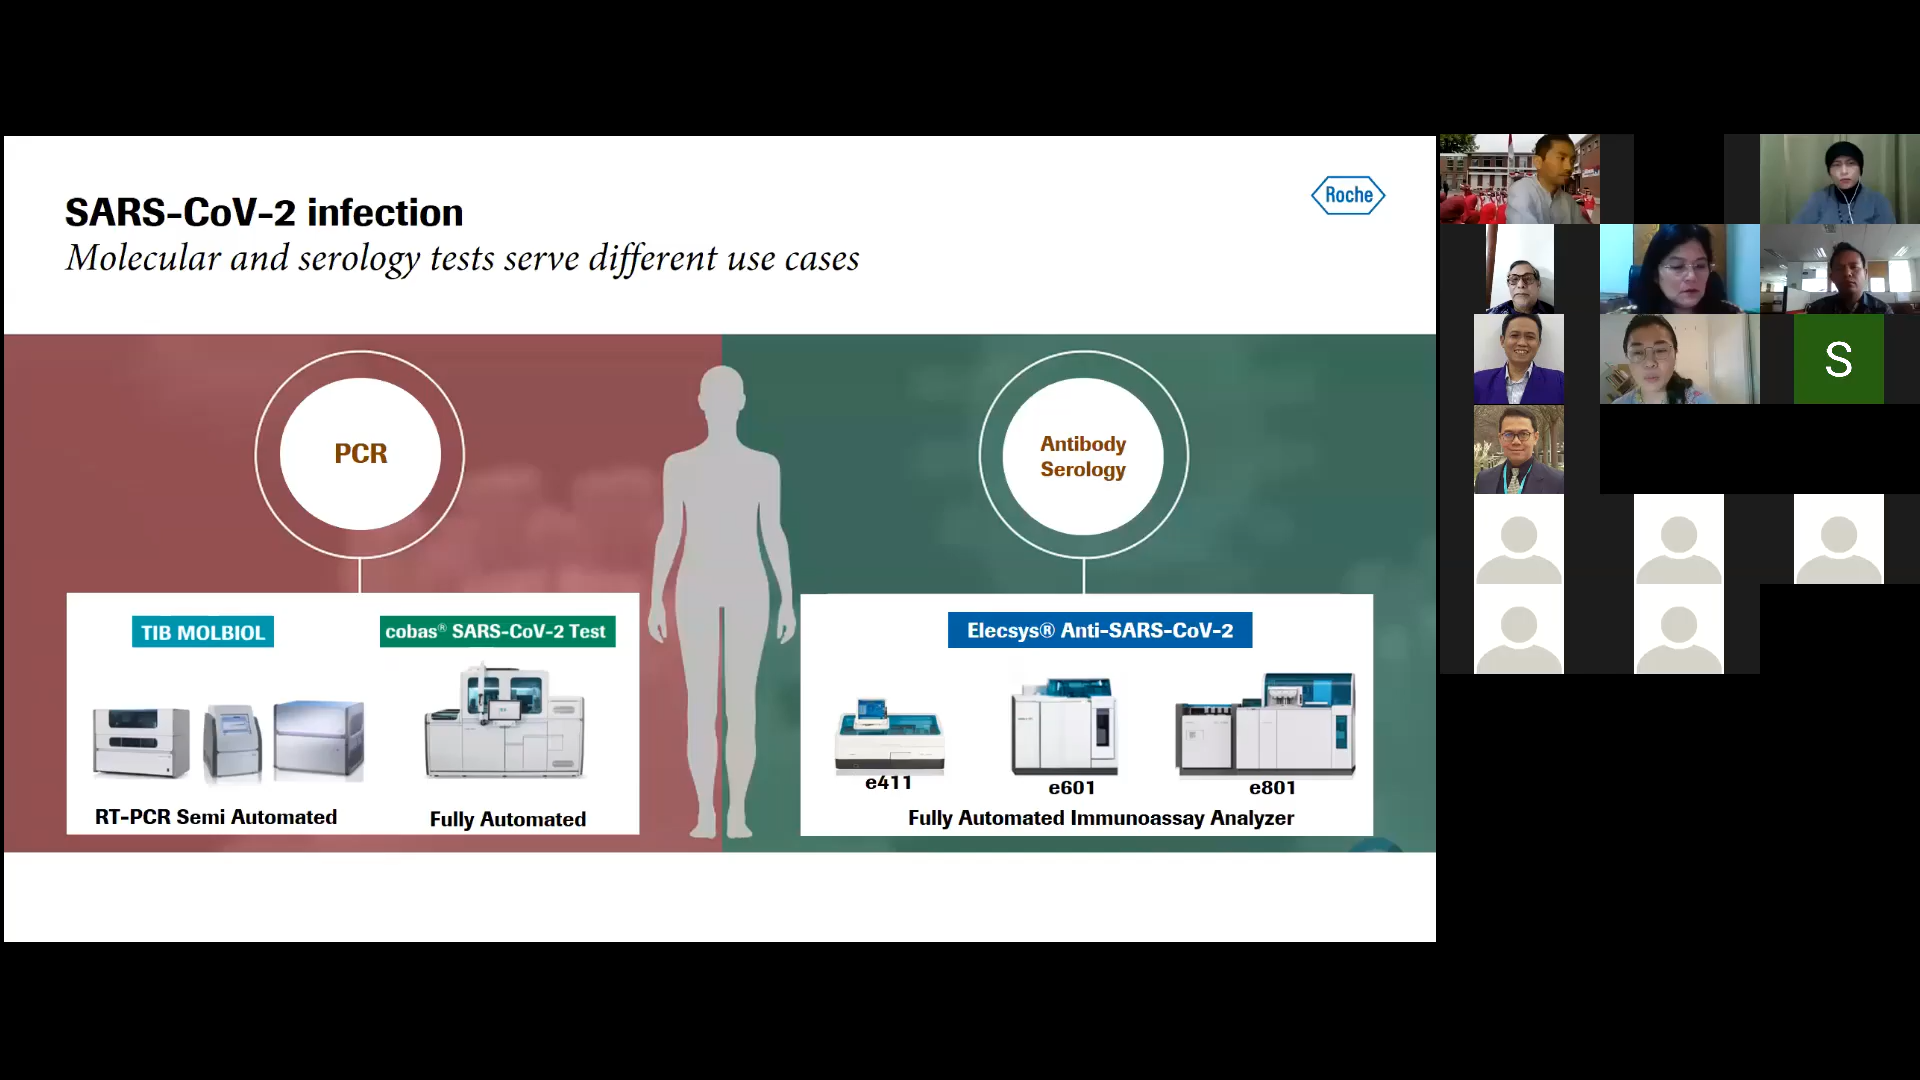 SARS-CoV-2 infection
Molecular and serology tests serve different use cases
Roche
PCR
Antibody
Serology
TIB MOLBIOL
cobas® SARS-CoV-2 Test
RT-PCR Semi Automated
Fully Automated
Elecsys® Anti-SARS-CoV-2
e411
e601
e801
Fully Automated Immunoassay Analyzer
S